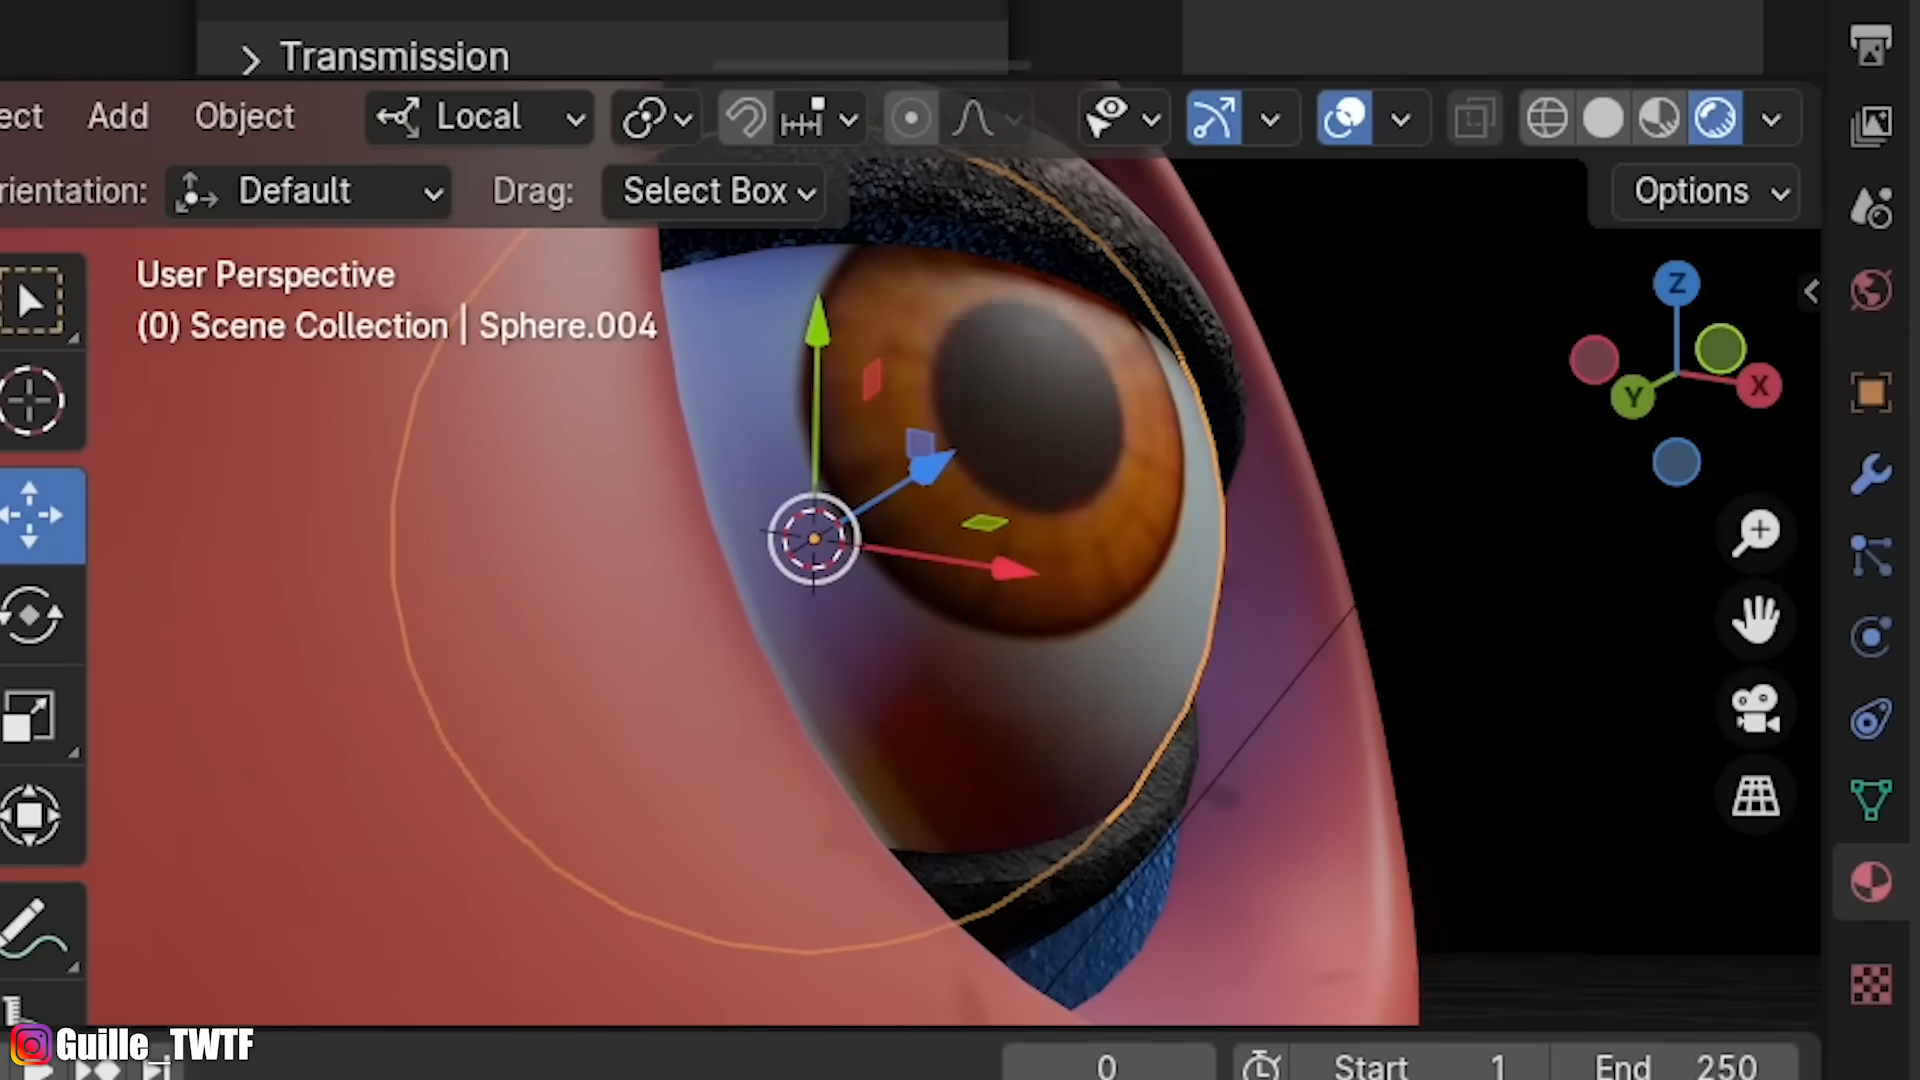 Transmission
ect Add Object Local
rientation: Default Drag: Select Box Options
User Perspective
(0) Scene Collection | Sphere.004
Z
Y X
Guille_TWTF
0 Start 1 End 250